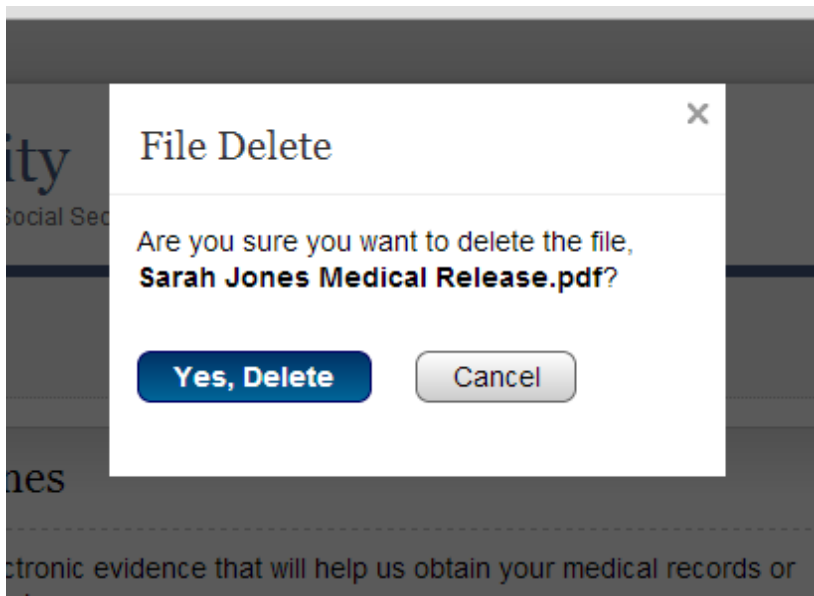 ity
Social Sec
×
File Delete
Are you sure you want to delete the file,
Sarah Jones Medical Release.pdf?
Yes, Delete
Cancel
nes
ctronic evidence that will help us obtain your medical records or